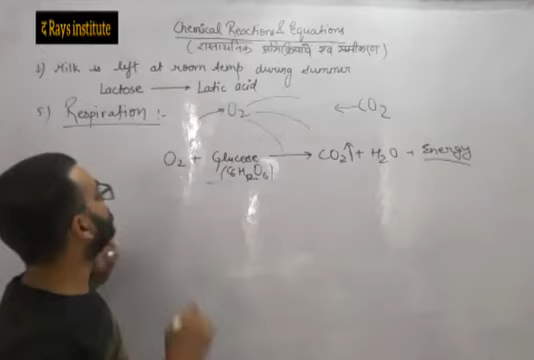 र Rays institute
Chemical Reactions & Equations
(रासायनिक अभिक्रियाएँ एवं समीकरण)
1) Milk is left at room temp during summer
Lactose → Latic acid
5) Respiration :-
→ O₂ ← CO₂
O₂ + Glucose → CO₂↑ + H₂O + Energy
(C₆H₁₂O₆)